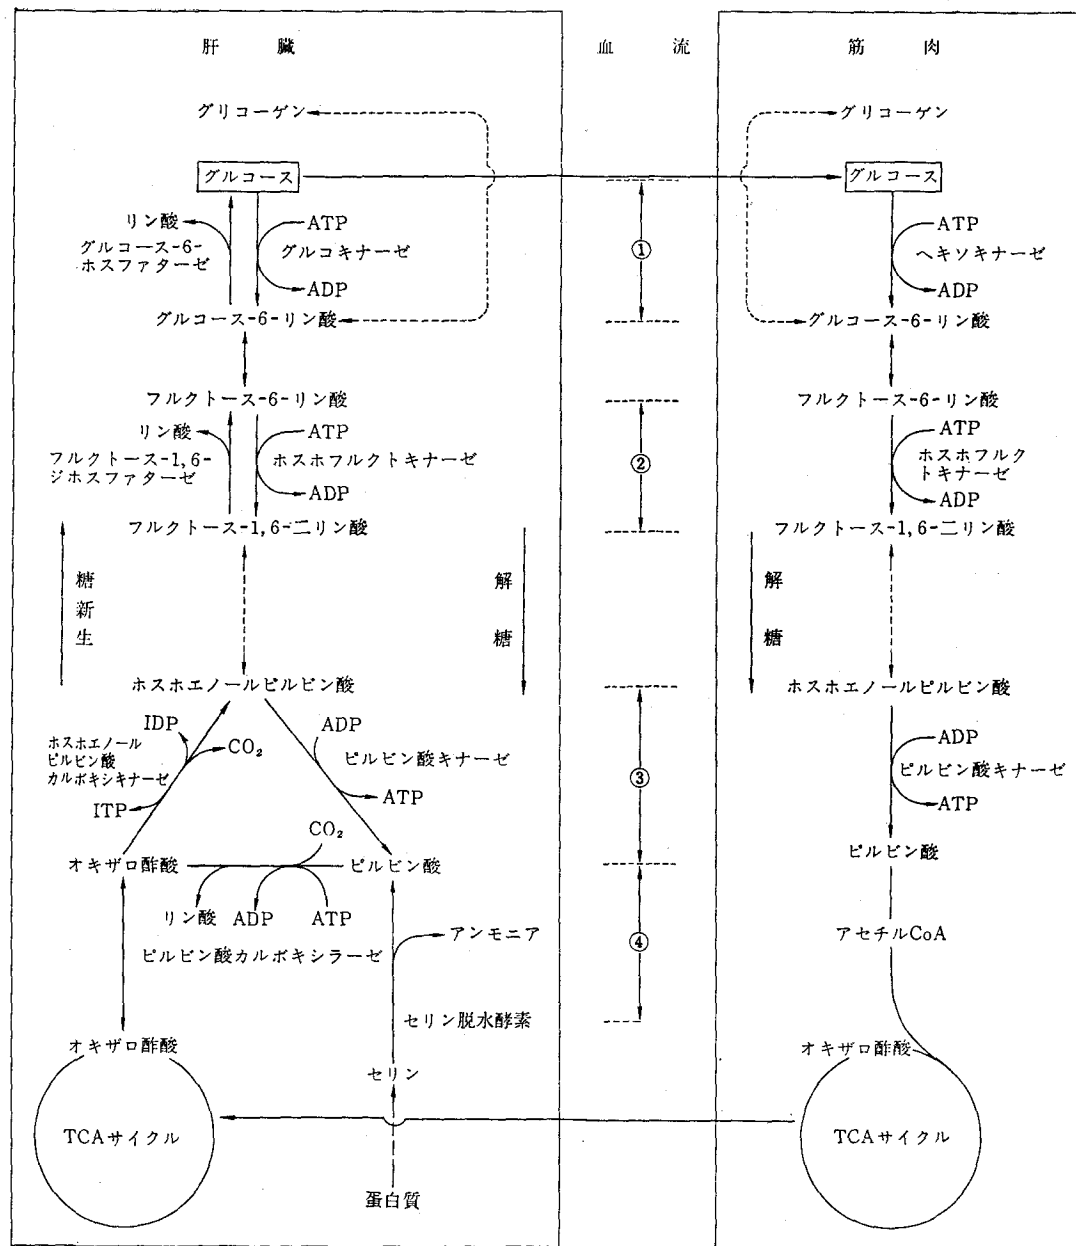 肝臓
血流
筋肉
グリコーゲン
グリコーゲン
グルコース
グルコース
リン酸
ATP
グルコース-6-
ホスファターゼ
グルコキナーゼ
ADP
①
ATP
ヘキソキナーゼ
ADP
グルコース-6-リン酸
グルコース-6-リン酸
フルクトース-6-リン酸
フルクトース-6-リン酸
リン酸
ATP
フルクトース-1,6-
ジホスファターゼ
ホスホフルクトキナーゼ
ADP
②
ATP
ホスホフルク
トキナーゼ
ADP
フルクトース-1,6-二リン酸
フルクトース-1,6-二リン酸
糖新生
解糖
解糖
ホスホエノールピルビン酸
ホスホエノールピルビン酸
IDP
CO₂
ホスホエノール
ピルビン酸
カルボキシキナーゼ
ITP
ADP
ピルビン酸キナーゼ
ATP
③
ADP
ピルビン酸キナーゼ
ATP
CO₂
オキザロ酢酸
ピルビン酸
ピルビン酸
リン酸
ADP
ATP
ピルビン酸カルボキシラーゼ
アンモニア
④
アセチルCoA
セリン脱水酵素
オキザロ酢酸
オキザロ酢酸
セリン
TCAサイクル
TCAサイクル
蛋白質